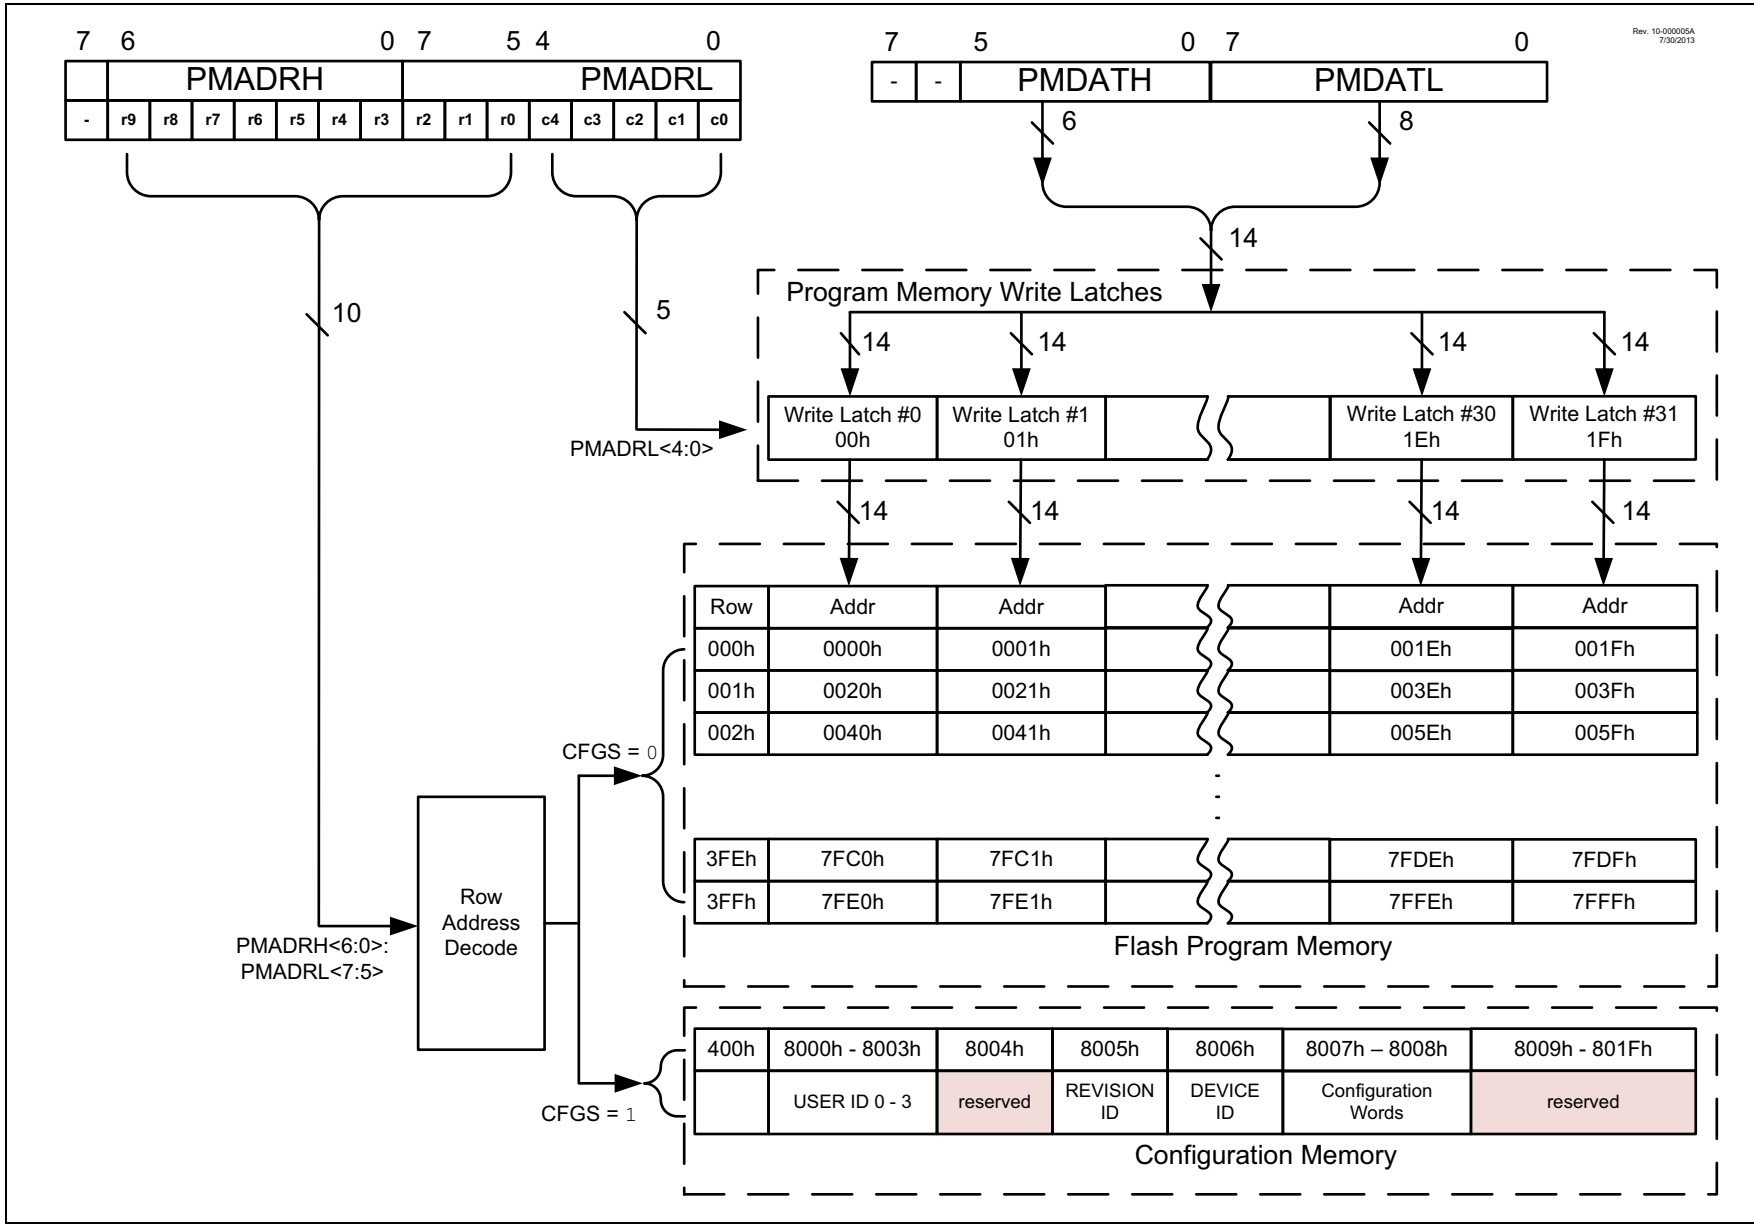 7 6 0 7 5 4 0
7 5 0 7 0
Rev. 10-000005A
7/30/2013
PMADRH PMADRL
- r9 r8 r7 r6 r5 r4 r3 r2 r1 r0 c4 c3 c2 c1 c0
- - PMDATH PMDATL
6 8
14
10
5
Program Memory Write Latches
14 14 14 14
PMADRL<4:0>
Write Latch #0 Write Latch #1 Write Latch #30 Write Latch #31
00h 01h 1Eh 1Fh
14 14 14 14
Row Addr Addr Addr Addr
000h 0000h 0001h 001Eh 001Fh
001h 0020h 0021h 003Eh 003Fh
002h 0040h 0041h 005Eh 005Fh
CFGS = 0
3FEh 7FC0h 7FC1h 7FDEh 7FDFh
3FFh 7FE0h 7FE1h 7FFEh 7FFFh
Flash Program Memory
Row
Address
Decode
PMADRH<6:0>:
PMADRL<7:5>
400h 8000h - 8003h 8004h 8005h 8006h 8007h – 8008h 8009h - 801Fh
USER ID 0 - 3 reserved REVISION ID DEVICE ID Configuration Words reserved
CFGS = 1
Configuration Memory